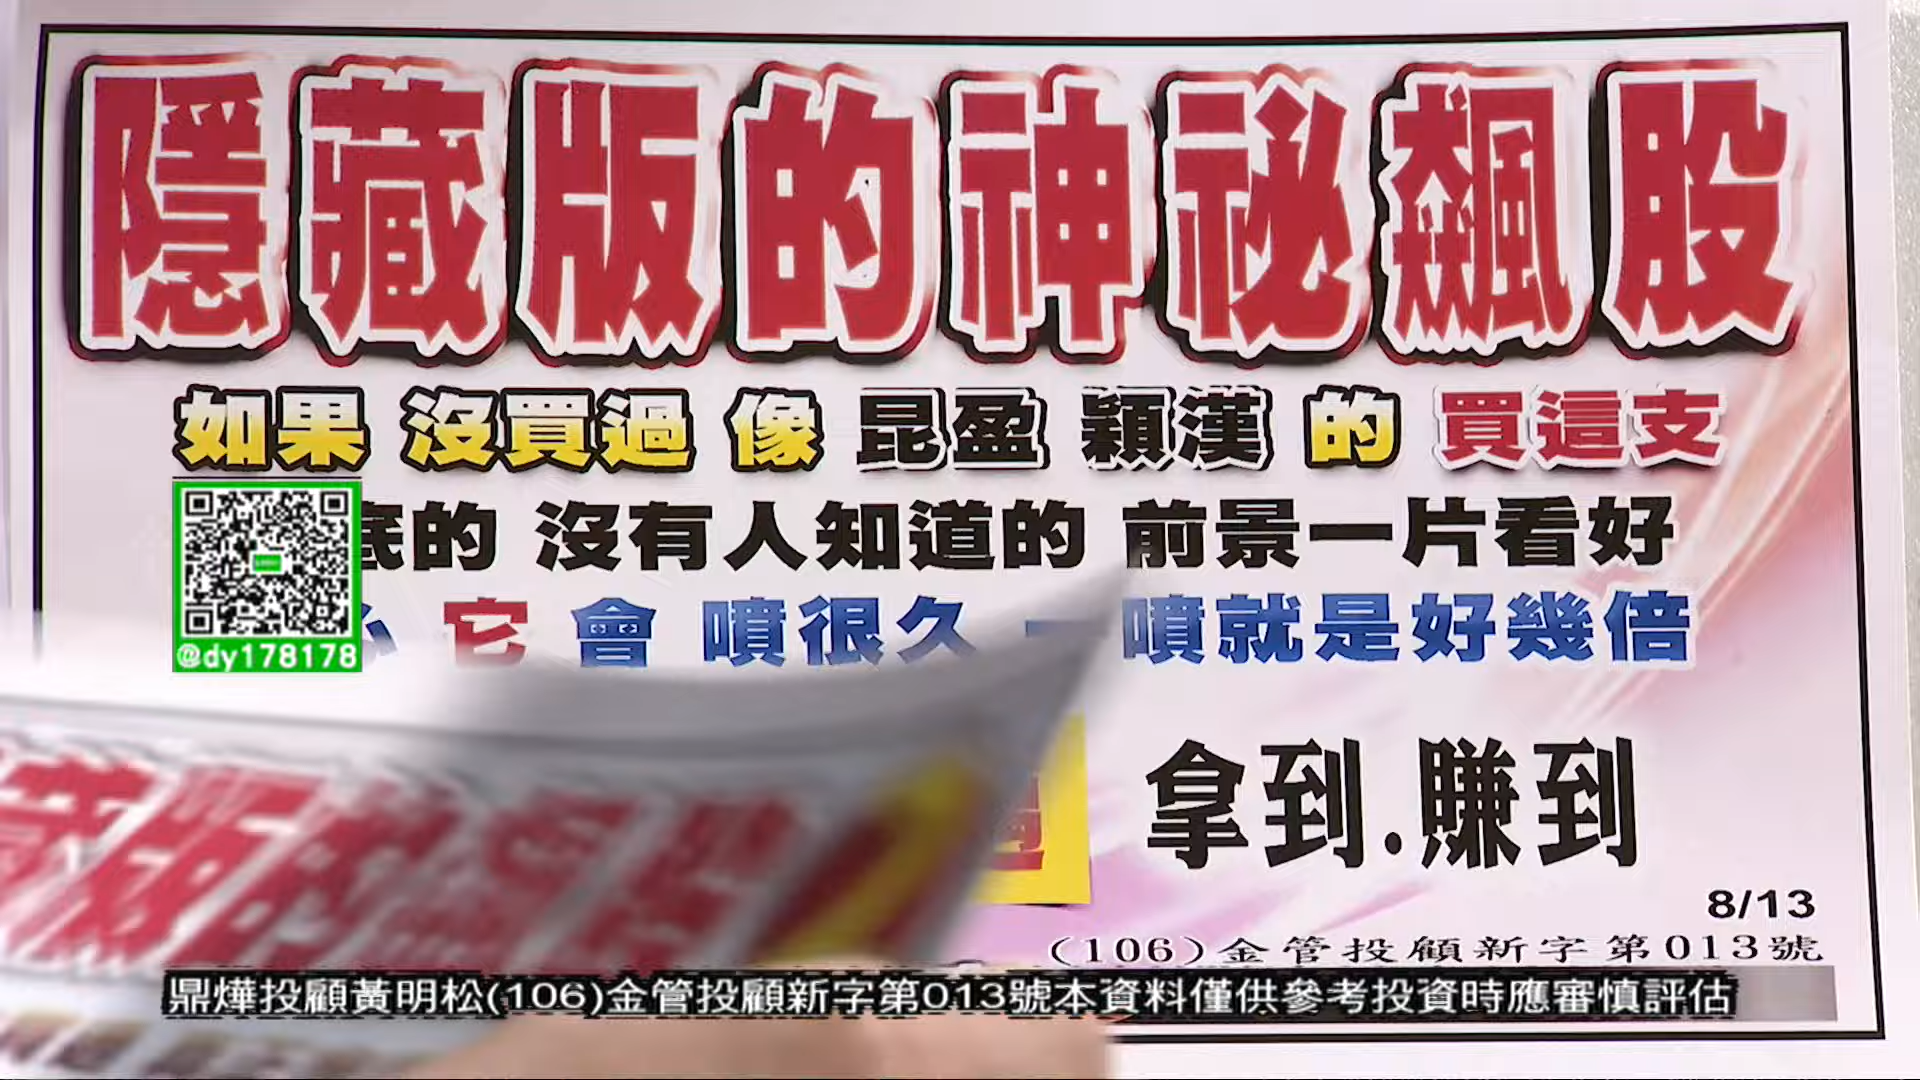 隱藏版的神祕飆股
如果 沒買過 像 昆盈 穎漢 的 買這支
底的 沒有人知道的 前景一片看好
它 會 噴很久 一噴就是好幾倍
@dy178178
拿到.賺到
藏版的
8/13
(106)金管投顧新字第013號
鼎燁投顧黃明松(106)金管投顧新字第013號本資料僅供參考投資時應審慎評估